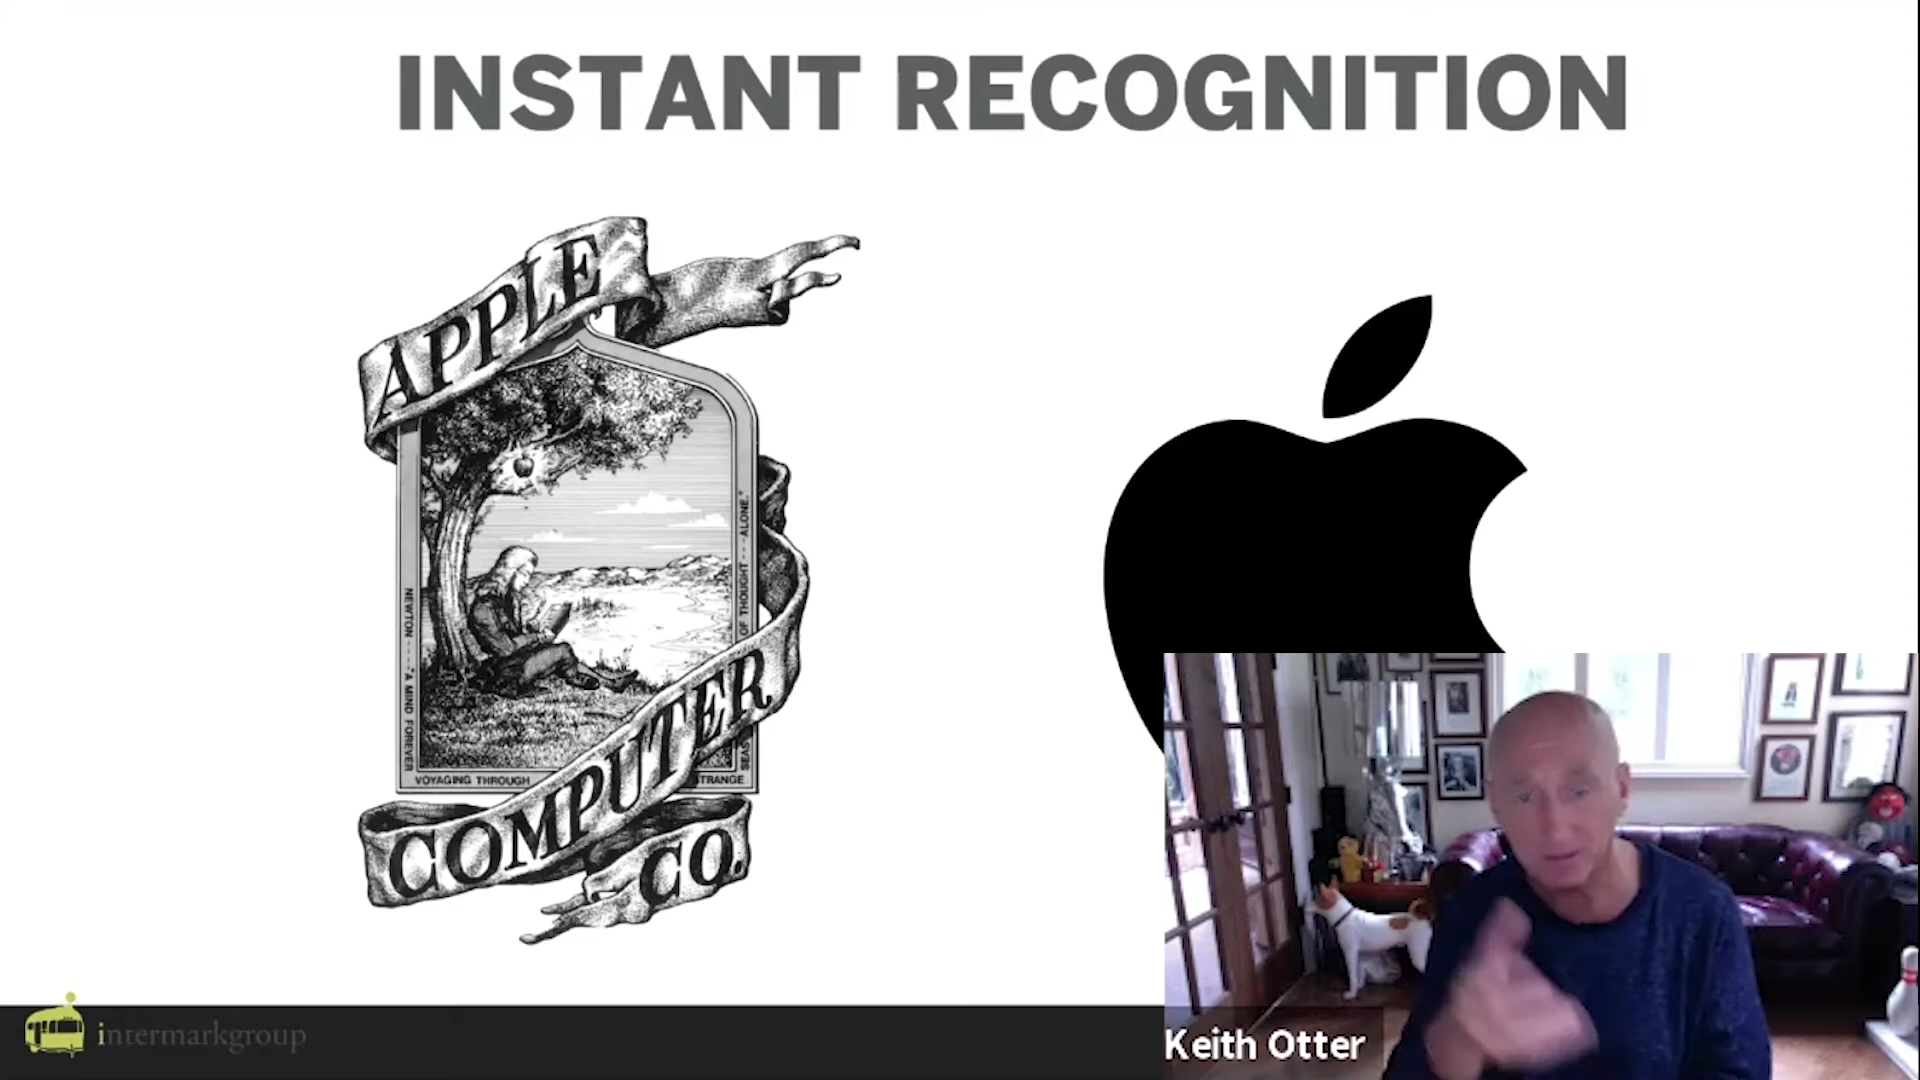 INSTANT RECOGNITION
APPLE
NEWTON ---- "A MIND FOREVER
VOYAGING THROUGH
STRANGE
SEAS
OF THOUGHT --- ALONE."
COMPUTER
CO.
intermarkgroup
Keith Otter